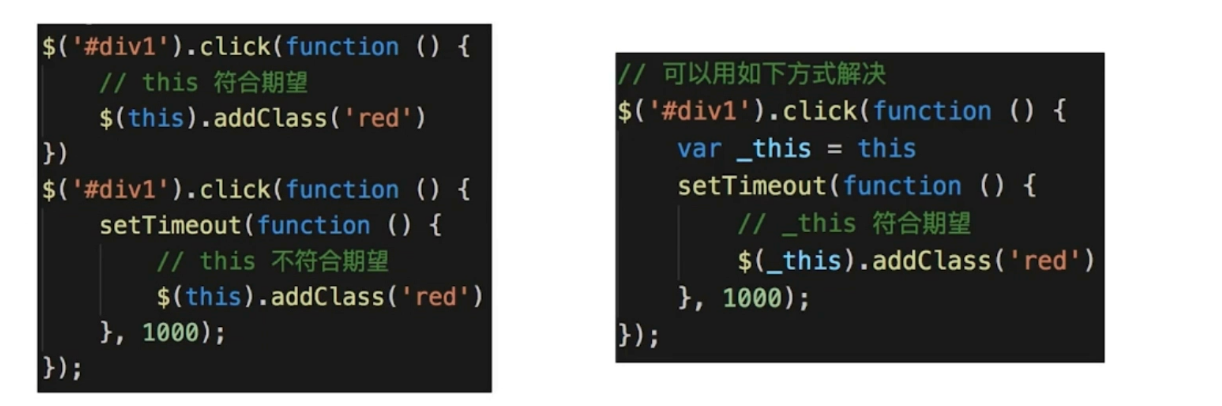 $('#div1').click(function () {
// this 符合期望
$(this).addClass('red')
})
$('#div1').click(function () {
setTimeout(function () {
// this 不符合期望
$(this).addClass('red')
}, 1000);
});
// 可以用如下方式解决
$('#div1').click(function () {
var _this = this
setTimeout(function () {
// _this 符合期望
$(_this).addClass('red')
}, 1000);
});